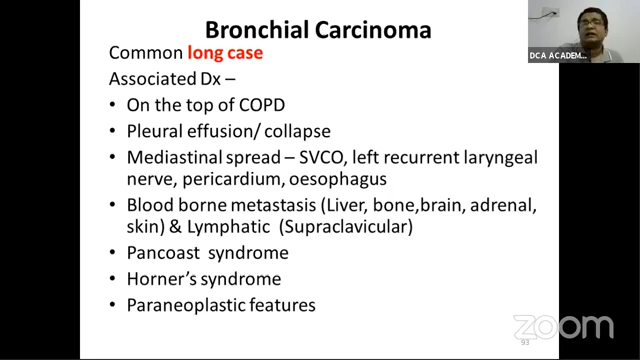 Bronchial Carcinoma
Common long case
Associated Dx –
• On the top of COPD
• Pleural effusion/ collapse
• Mediastinal spread – SVCO, left recurrent laryngeal
nerve, pericardium, oesophagus
• Blood borne metastasis (Liver, bone,brain, adrenal,
skin) & Lymphatic (Supraclavicular)
• Pancoast syndrome
• Horner's syndrome
• Paraneoplastic features
DCA ACADEM...
zoom
93